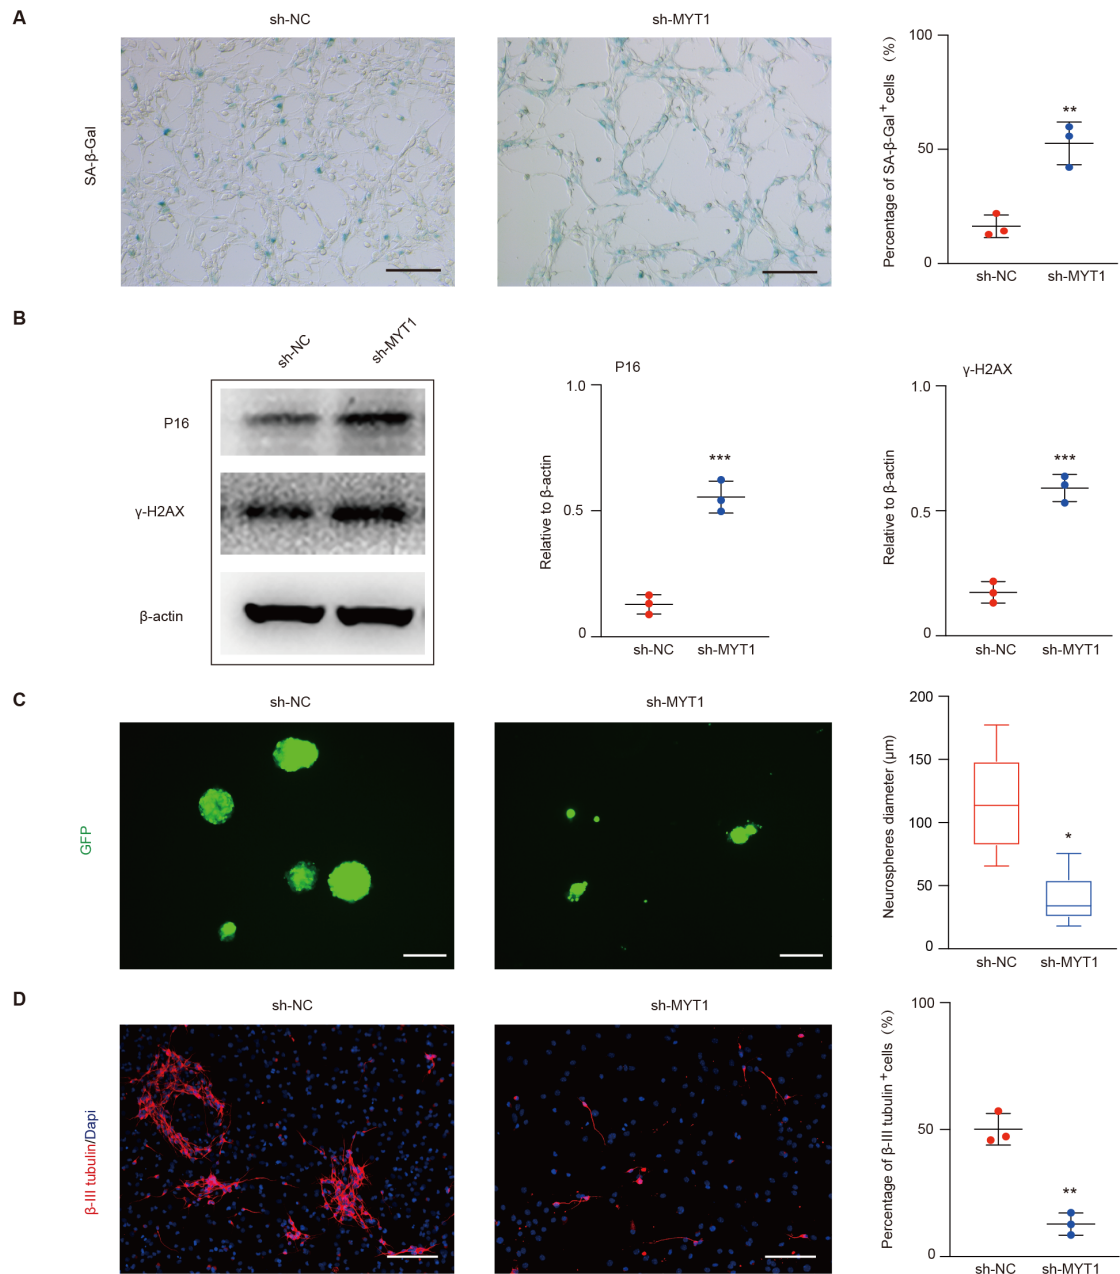 A
sh-NC
sh-MYT1
SA-β-Gal
Percentage of SA-β-Gal + cells (%)
100
50
0
**
sh-NC
sh-MYT1
B
sh-NC
sh-MYT1
P16
γ-H2AX
β-actin
P16
Relative to β-actin
1.0
0.5
0
***
sh-NC
sh-MYT1
γ-H2AX
Relative to β-actin
1.0
0.5
0
***
sh-NC
sh-MYT1
C
sh-NC
sh-MYT1
GFP
Neurospheres diameter (μm)
200
150
100
50
0
*
sh-NC
sh-MYT1
D
sh-NC
sh-MYT1
β-III tubulin/Dapi
Percentage of β-III tubulin + cells (%)
100
50
0
**
sh-NC
sh-MYT1